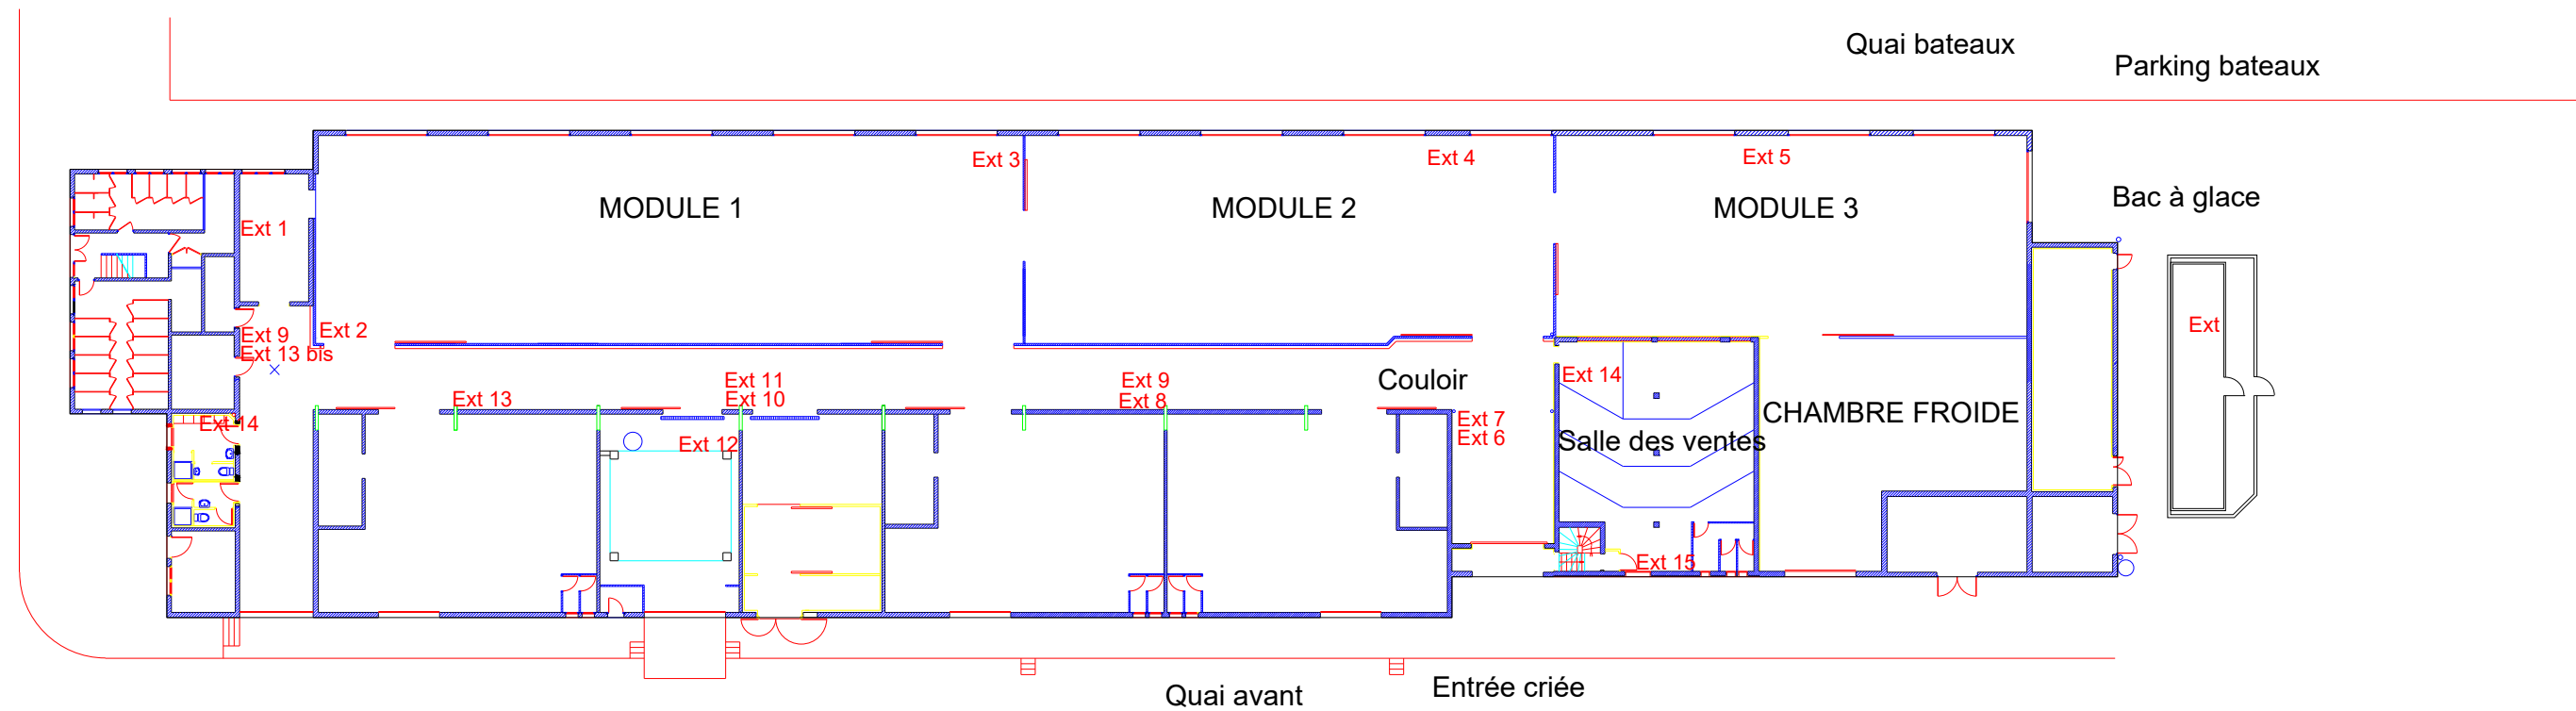 Quai bateaux
Parking bateaux
Ext 3
Ext 4
Ext 5
MODULE 1
MODULE 2
MODULE 3
Bac à glace
Ext 1
Ext 2
Ext 9
Ext 13 bis
Ext
Ext 11
Ext 9
Couloir
Ext 14
Ext 13
Ext 10
Ext 8
CHAMBRE FROIDE
Ext 14
Ext 7
Ext 12
Ext 6
Salle des ventes
Ext 15
Quai avant
Entrée criée